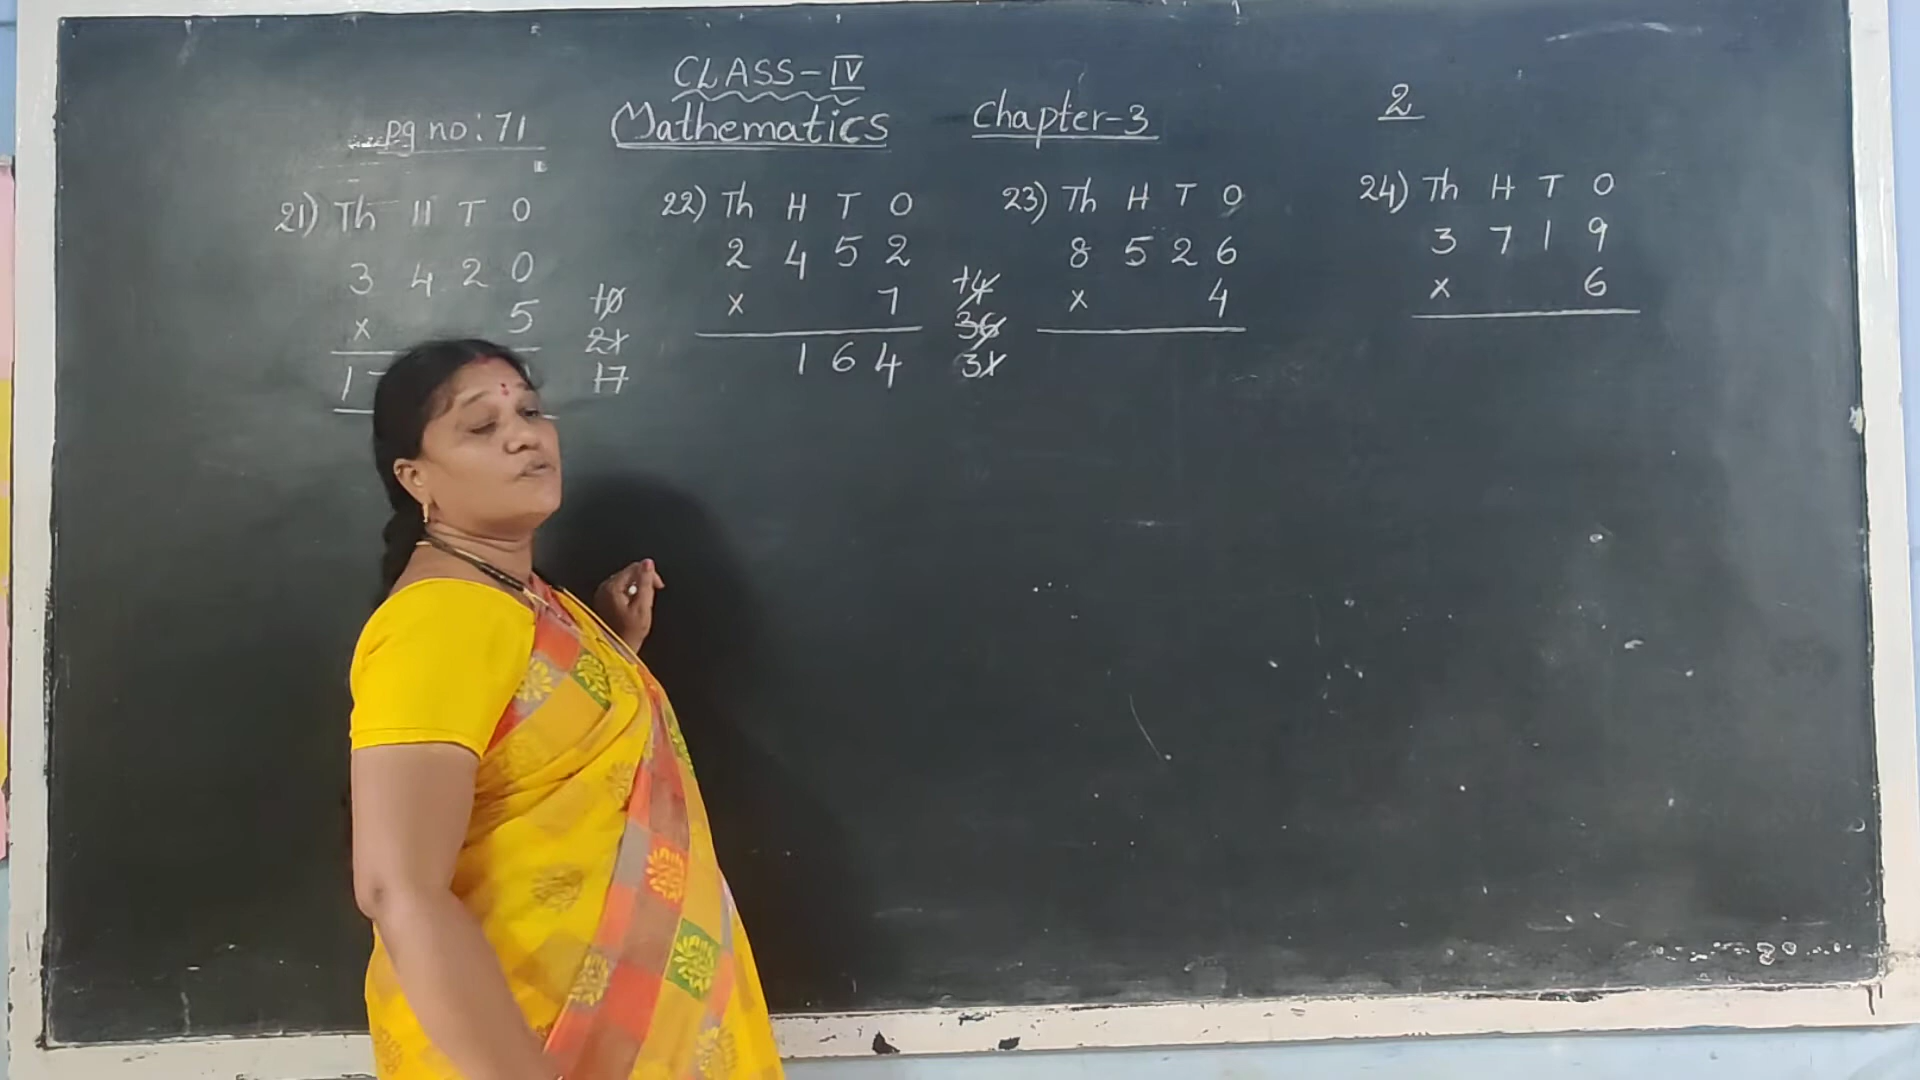 CLASS-IV
pg no: 71 Mathematics Chapter-3 2
21) Th H T O
3 4 2 0
x 5
17
10
21
17
22) Th H T O
2 4 5 2
x 7
1 6 4
14
36
31
23) Th H T O
8 5 2 6
x 4
24) Th H T O
3 7 1 9
x 6